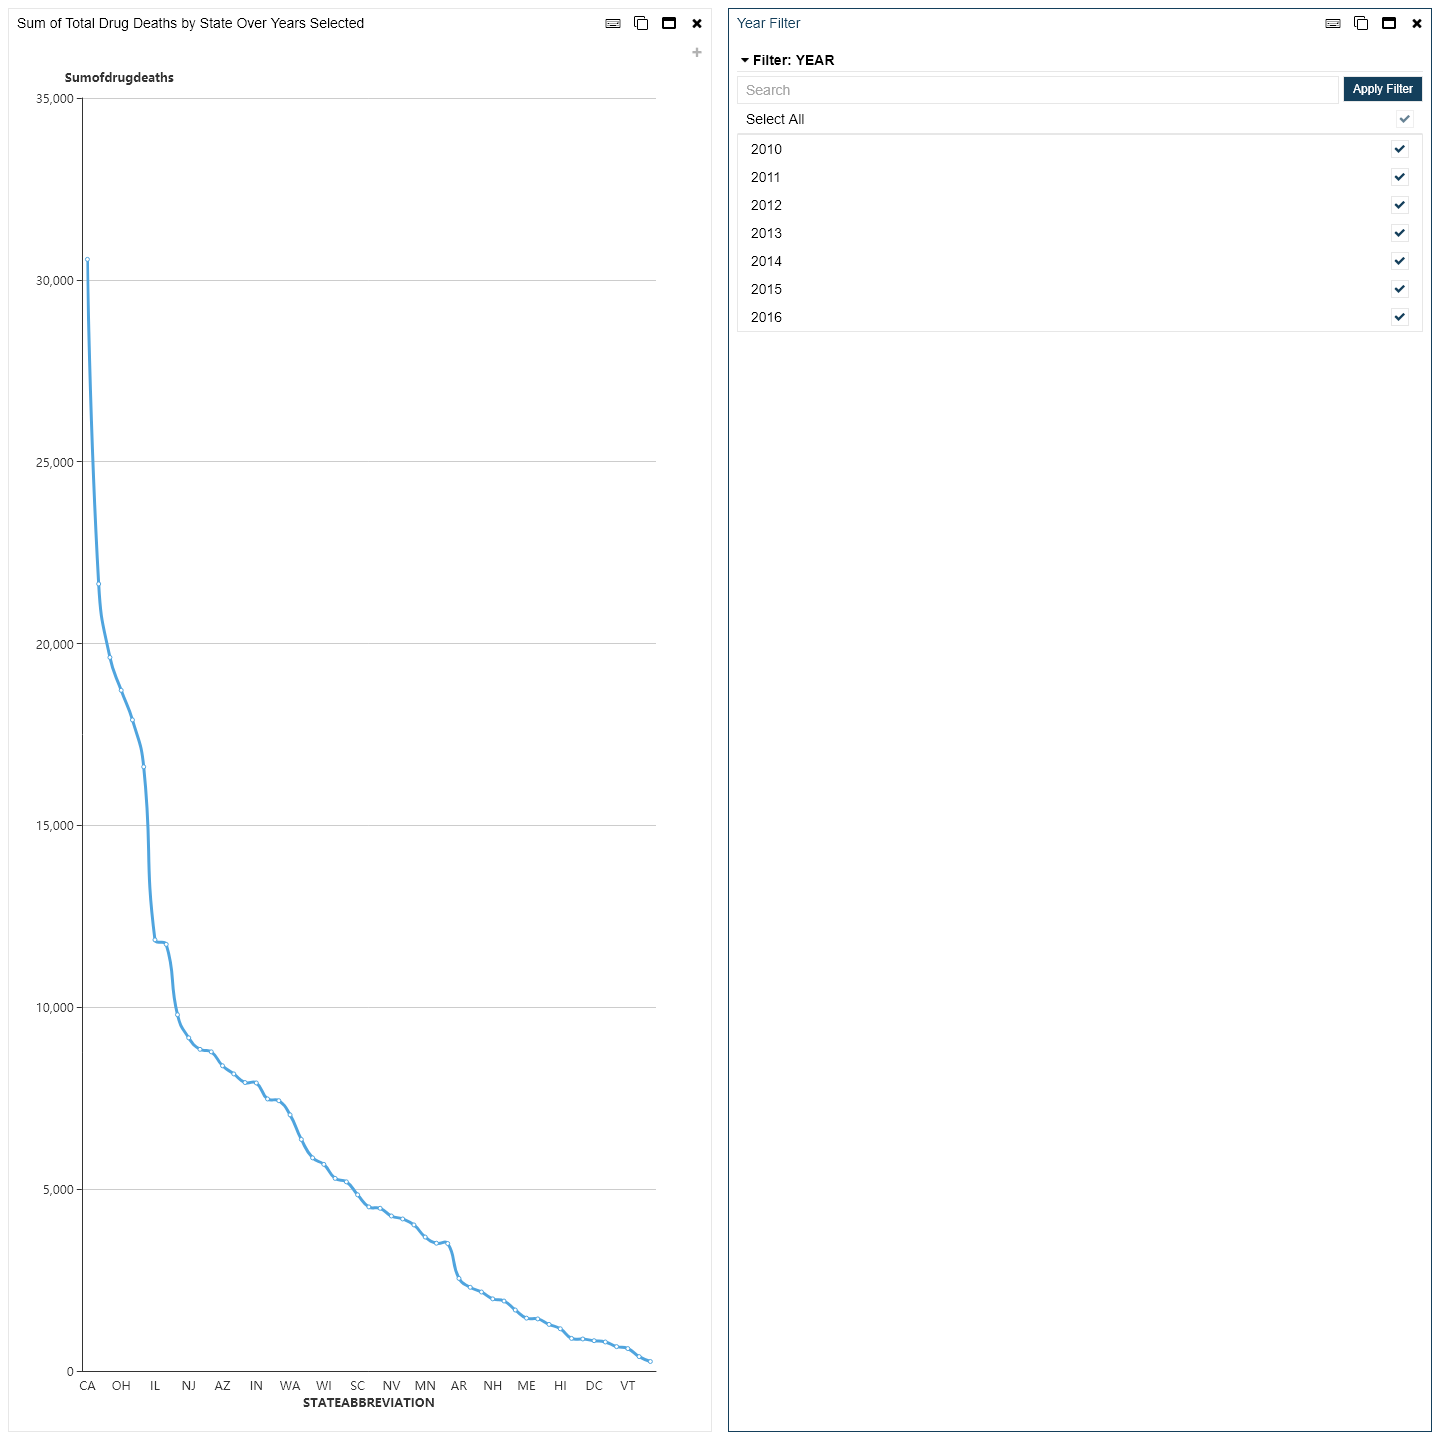 Sum of Total Drug Deaths by State Over Years Selected
Sumofdrugdeaths
35,000
30,000
25,000
20,000
15,000
10,000
5,000
0
CA OH IL NJ AZ IN WA WI SC NV MN AR NH ME HI DC VT
STATEABBREVIATION
Year Filter
Filter: YEAR
Search
Apply Filter
Select All
2010
2011
2012
2013
2014
2015
2016